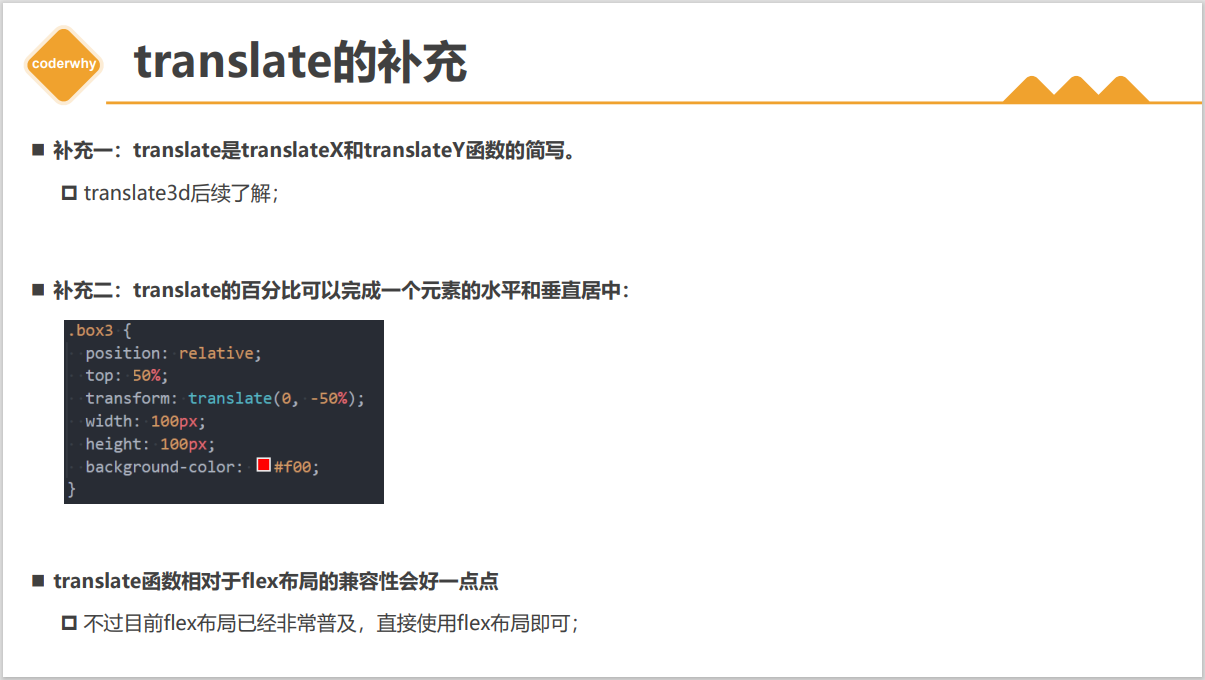 coderwhy
translate的补充
补充一：translate是translateX和translateY函数的简写。
translate3d后续了解；
补充二：translate的百分比可以完成一个元素的水平和垂直居中：
.box3 {
position: relative;
top: 50%;
transform: translate(0, -50%);
width: 100px;
height: 100px;
background-color: #f00;
}
translate函数相对于flex布局的兼容性会好一点点
不过目前flex布局已经非常普及，直接使用flex布局即可；